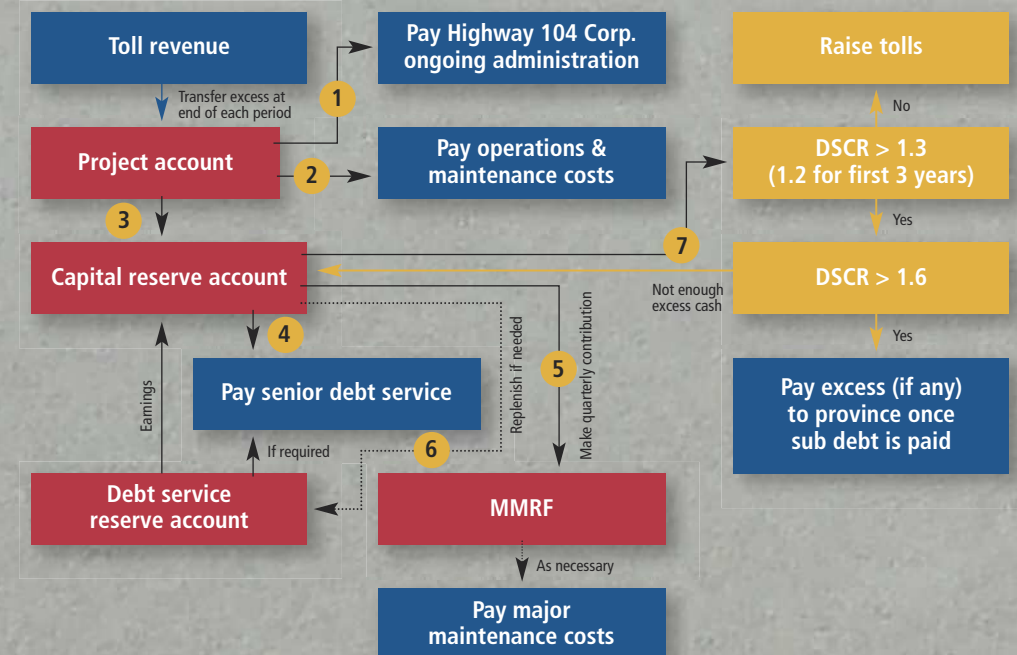 Toll revenue
Transfer excess at
end of each period
1
Pay Highway 104 Corp.
ongoing administration
Raise tolls
No
Project account
2
Pay operations &
maintenance costs
DSCR > 1.3
(1.2 for first 3 years)
3
Yes
7
Capital reserve account
DSCR > 1.6
Not enough
excess cash
4
Replenish if needed
5
Make quarterly contribution
Yes
Earnings
Pay senior debt service
Pay excess (if any)
to province once
sub debt is paid
If required
6
Debt service
reserve account
MMRF
As necessary
Pay major
maintenance costs